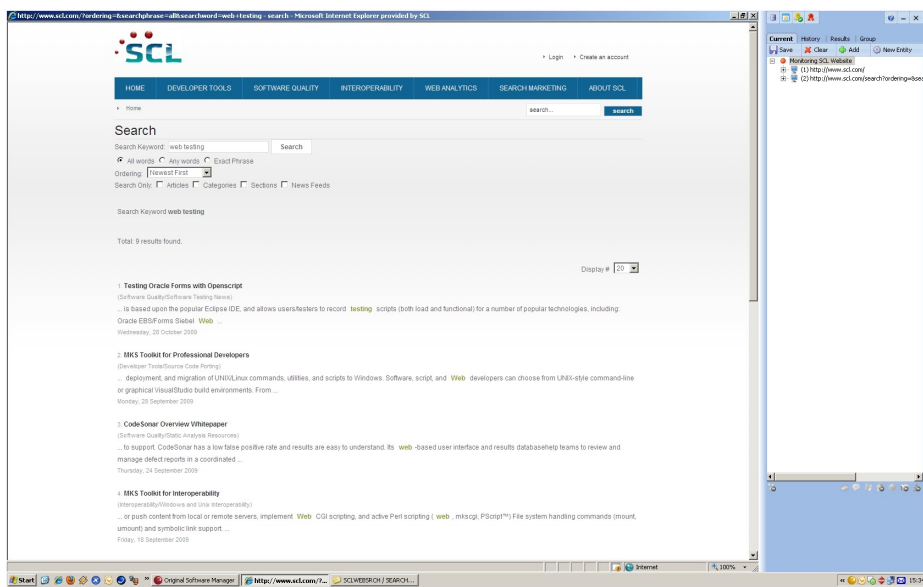 http://www.scl.com/?ordering=&searchphrase=all&searchword=web+testing - search - Microsoft Internet Explorer provided by SCL
SCL
Login Create an account
HOME DEVELOPER TOOLS SOFTWARE QUALITY INTEROPERABILITY WEB ANALYTICS SEARCH MARKETING ABOUT SCL
Home search... search
Search
Search Keyword: web testing Search
All words Any words Exact Phrase
Ordering: Newest First
Search Only: Articles Categories Sections News Feeds
Search Keyword web testing
Total: 9 results found.
Display # 20
1. Testing Oracle Forms with Openscript
(Software Quality/Software Testing News)
... is based upon the popular Eclipse IDE, and allows users/testers to record testing scripts (both load and functional) for a number of popular technologies, including:
Oracle EBS/Forms Siebel Web ...
Wednesday, 28 October 2009
2. MKS Toolkit for Professional Developers
(Developer Tools/Source Code Porting)
... deployment, and migration of UNIX/Linux commands, utilities, and scripts to Windows. Software, script, and Web developers can choose from UNIX-style command-line
or graphical VisualStudio build environments. From ...
Monday, 28 September 2009
3. CodeSonar Overview Whitepaper
(Software Quality/Static Analysis Resources)
... to support. CodeSonar has a low false positive rate and results are easy to understand. Its web -based user interface and results databasehelp teams to review and
manage defect reports in a coordinated ...
Thursday, 24 September 2009
4. MKS Toolkit for Interoperability
(Interoperability/Windows and Unix Interoperability)
... or push content from local or remote servers, implement Web CGI scripting, and active Perl scripting ( web , mkscgi, PScript™) File system handling commands (mount,
umount) and symbolic link support ...
Friday, 18 September 2009
Internet 100%
Current History Results Group
Save Clear Add New Entity
Monitoring SCL Website
(1) http://www.scl.com/
(2) http://www.scl.com/search?ordering=&sea
Start Original Software Manager http://www.scl.com/?... SCLWEBSRCH / SEARCH...